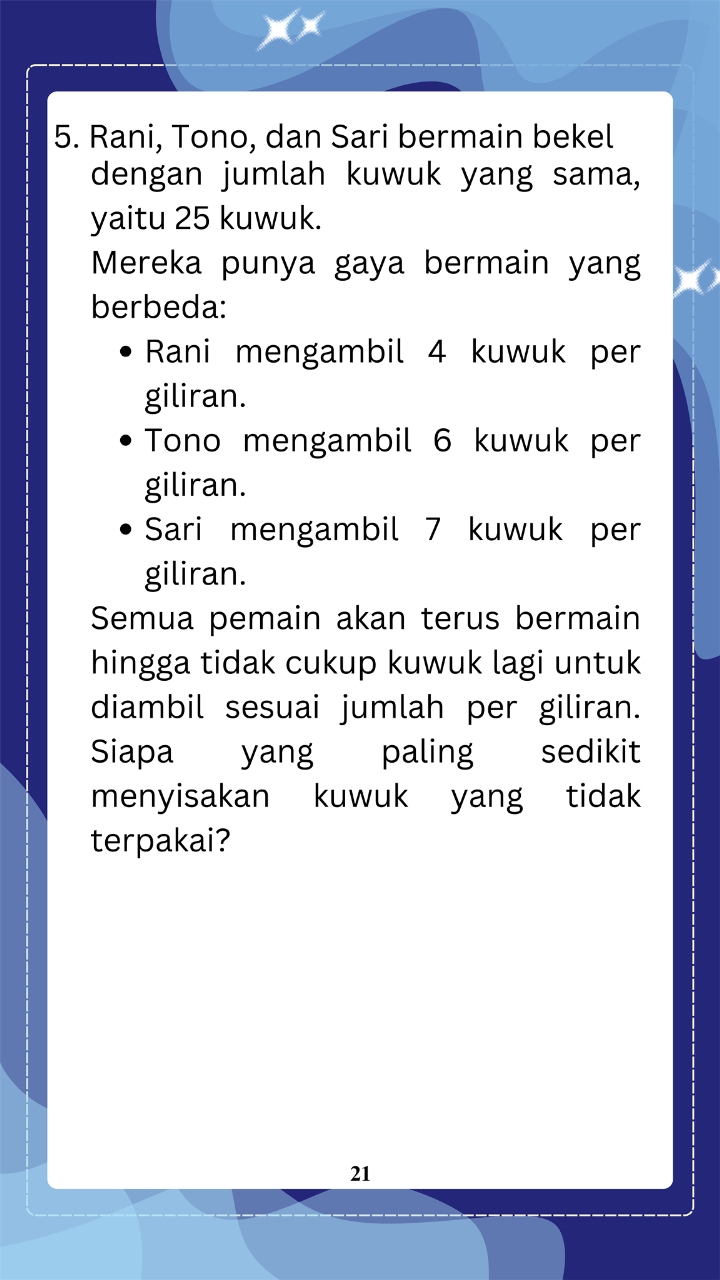 5. Rani, Tono, dan Sari bermain bekel
dengan jumlah kuwuk yang sama,
yaitu 25 kuwuk.
Mereka punya gaya bermain yang
berbeda:
• Rani mengambil 4 kuwuk per
giliran.
• Tono mengambil 6 kuwuk per
giliran.
• Sari mengambil 7 kuwuk per
giliran.
Semua pemain akan terus bermain
hingga tidak cukup kuwuk lagi untuk
diambil sesuai jumlah per giliran.
Siapa yang paling sedikit
menyisakan kuwuk yang tidak
terpakai?
21